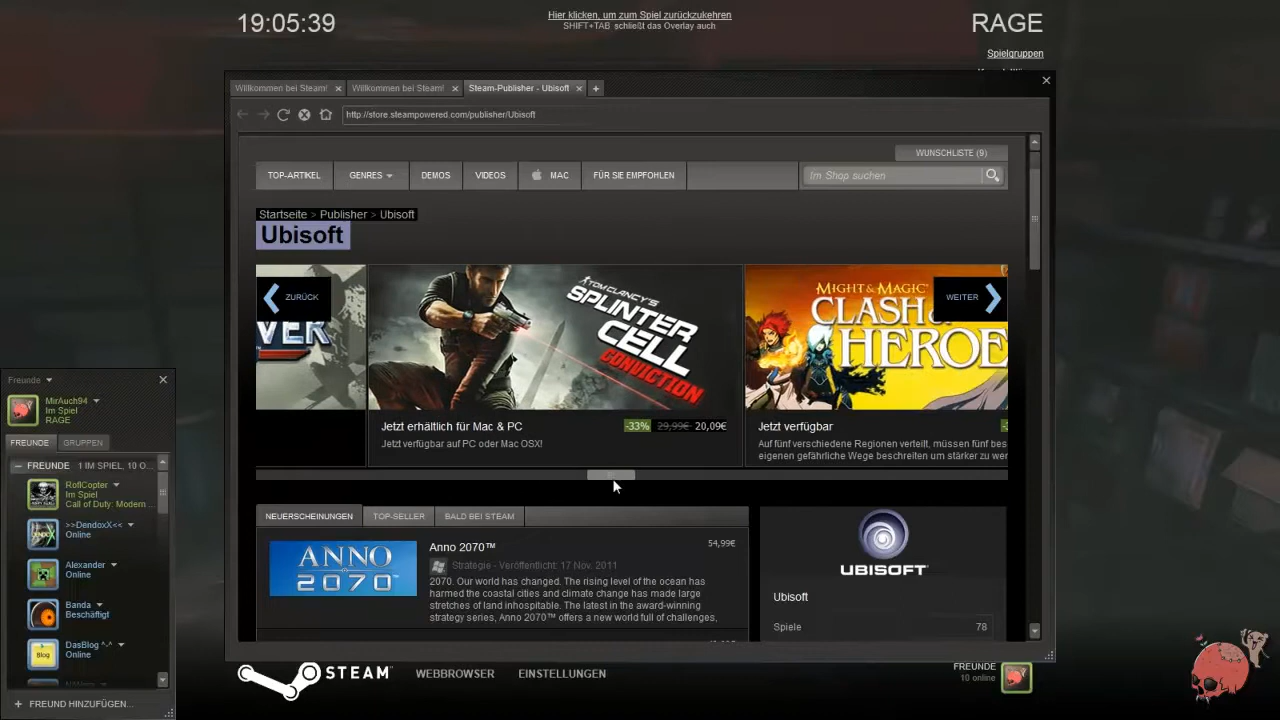 19:05:39
Hier klicken, um zum Spiel zurückzukehren
SHIFT+TAB schließt das Overlay auch
RAGE
Spielgruppen
Willkommen bei Steam!
Willkommen bei Steam!
Steam-Publisher - Ubisoft
http://store.steampowered.com/publisher/Ubisoft
WUNSCHLISTE (9)
TOP-ARTIKEL
GENRES
DEMOS
VIDEOS
MAC
FÜR SIE EMPFOHLEN
Im Shop suchen
Startseite > Publisher > Ubisoft
Ubisoft
ZURÜCK
TOM CLANCY'S
SPLINTER
CELL
CONVICTION
MIGHT & MAGIC
CLASH
HEROE
WEITER
Jetzt erhältlich für Mac & PC
-33% 29,99€ 20,09€
Jetzt verfügbar auf PC oder Mac OSX!
Jetzt verfügbar
Auf fünf verschiedene Regionen verteilt, müssen fünf bes
eigenen gefährliche Wege beschreiten um stärker zu wer
NEUERSCHEINUNGEN
TOP-SELLER
BALD BEI STEAM
ANNO
2070
Anno 2070™
54,99€
Strategie - Veröffentlicht: 17 Nov. 2011
2070. Our world has changed. The rising level of the ocean has
harmed the coastal cities and climate change has made large
stretches of land inhospitable. The latest in the award-winning
strategy series, Anno 2070™ offers a new world full of challenges,
UBISOFT
Ubisoft
Spiele 78
Freunde
MirAuch94
Im Spiel
RAGE
FREUNDE
GRUPPEN
FREUNDE 1 IM SPIEL, 10 O...
RoflCopter
Im Spiel
Call of Duty: Modern
>>DendoxX<<
Online
Alexander
Online
Banda
Beschäftigt
DasBlog ^-^
Online
Blog
+ FREUND HINZUFÜGEN...
STEAM™
WEBBROWSER
EINSTELLUNGEN
FREUNDE
10 online